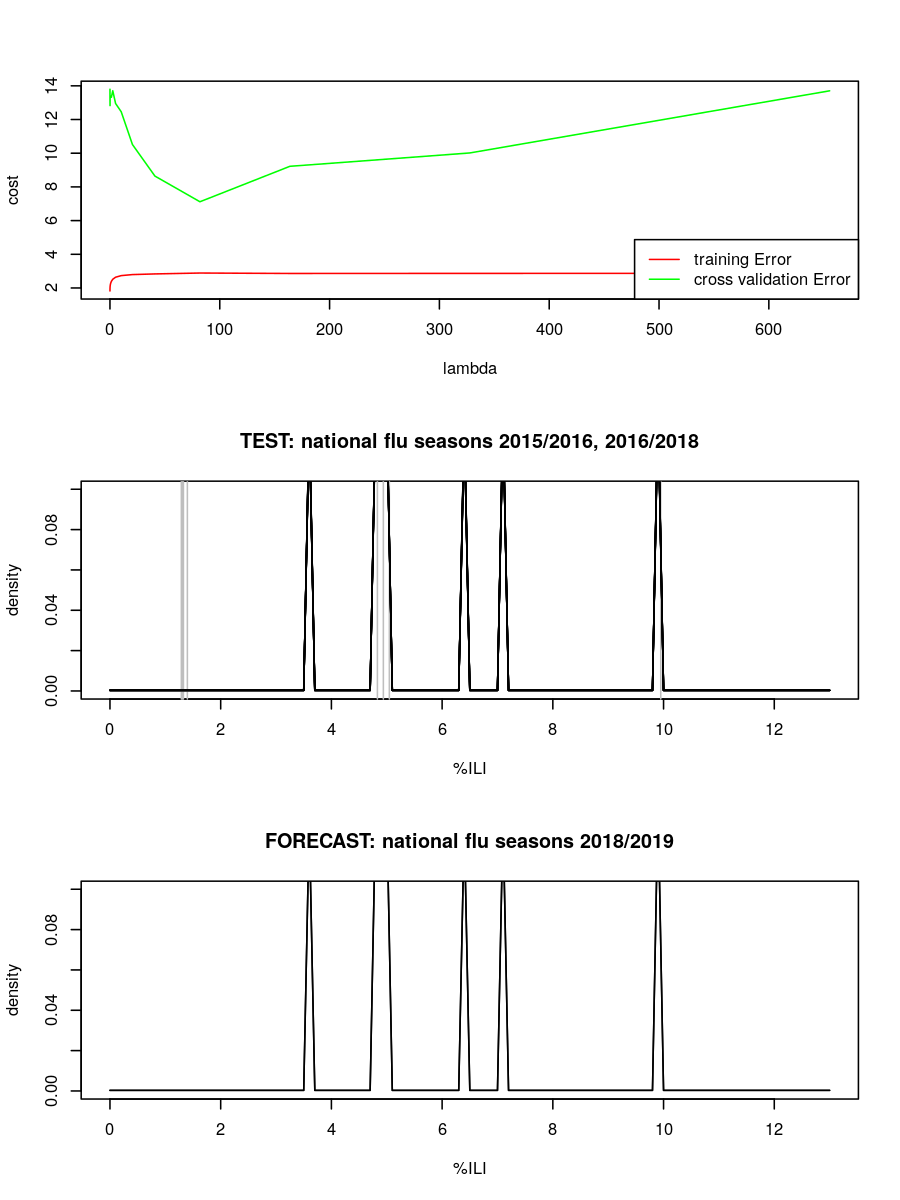 14
12
10
8
6
4
2
cost
training Error
cross validation Error
0 100 200 300 400 500 600
lambda
TEST: national flu seasons 2015/2016, 2016/2018
0.08
0.04
0.00
density
0 2 4 6 8 10 12
%ILI
FORECAST: national flu seasons 2018/2019
0.08
0.04
0.00
density
0 2 4 6 8 10 12
%ILI